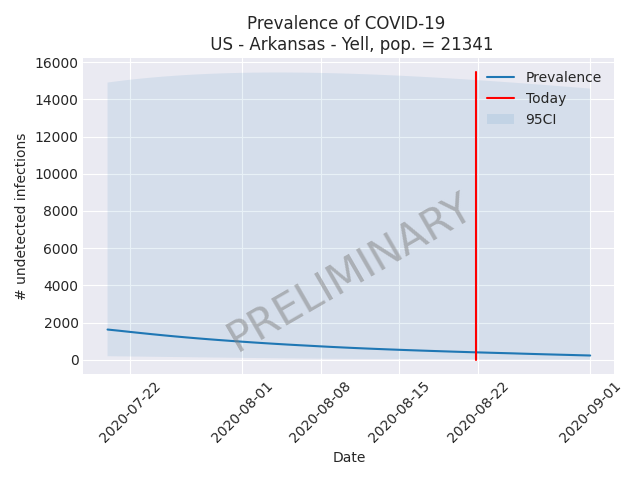 Prevalence of COVID-19
US - Arkansas - Yell, pop. = 21341
16000
14000
12000
10000
8000
6000
4000
2000
0
# undetected infections
Prevalence
Today
95CI
PRELIMINARY
2020-07-22
2020-08-01
2020-08-08
2020-08-15
2020-08-22
2020-09-01
Date